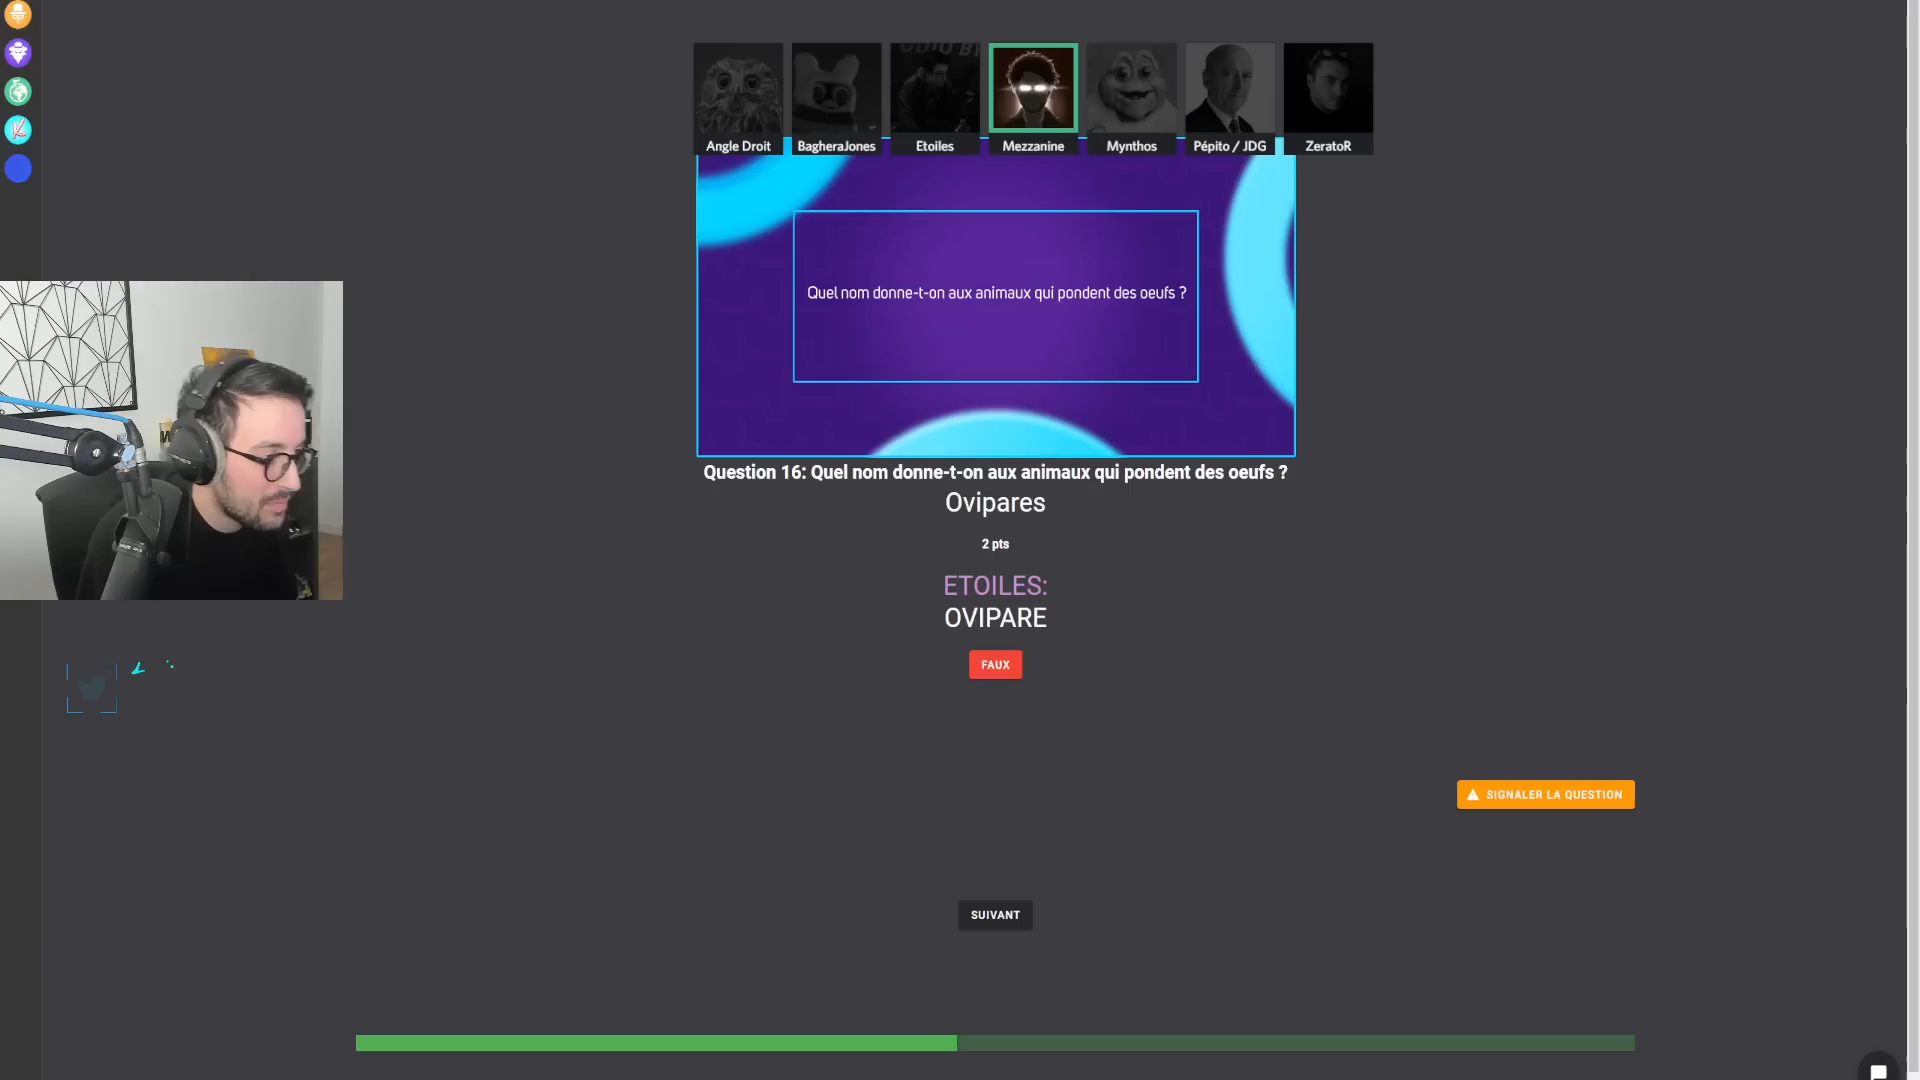 Angle Droit
BagheraJones
Etoiles
Mezzanine
Mynthos
Pépito / JDG
ZeratoR
Quel nom donne-t-on aux animaux qui pondent des oeufs ?
Question 16: Quel nom donne-t-on aux animaux qui pondent des oeufs ?
Ovipares
2 pts
ETOILES:
OVIPARE
FAUX
SIGNALER LA QUESTION
SUIVANT